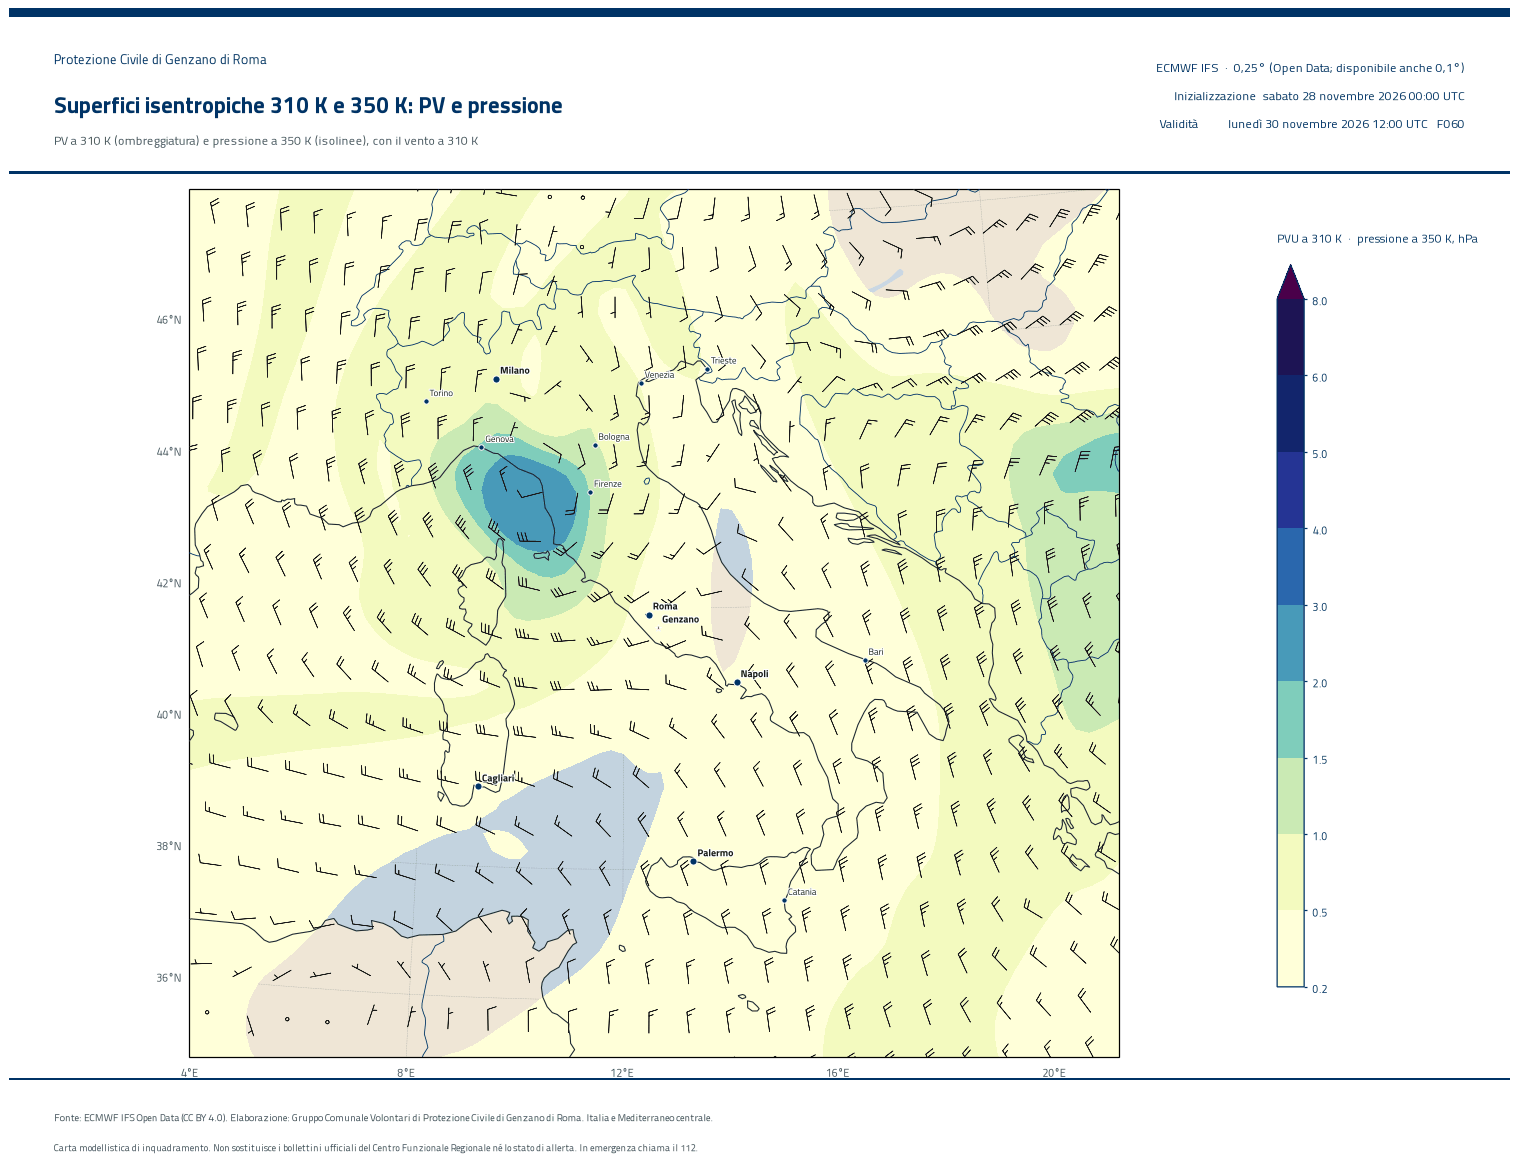 Protezione Civile di Genzano di Roma
Superfici isentropiche 310 K e 350 K: PV e pressione
PV a 310 K (ombreggiatura) e pressione a 350 K (isolinee), con il vento a 310 K
ECMWF IFS · 0,25° (Open Data; disponibile anche 0,1°)
Inizializzazione sabato 28 novembre 2026 00:00 UTC
Validità lunedì 30 novembre 2026 12:00 UTC F060
PVU a 310 K · pressione a 350 K, hPa
8.0
6.0
5.0
4.0
3.0
2.0
1.5
1.0
0.5
0.2
46°N
44°N
42°N
40°N
38°N
36°N
4°E
8°E
12°E
16°E
20°E
Trieste
Milano
Venezia
Torino
Genova
Bologna
Firenze
Roma
Genzano
Bari
Napoli
Cagliari
Palermo
Catania
Fonte: ECMWF IFS Open Data (CC BY 4.0). Elaborazione: Gruppo Comunale Volontari di Protezione Civile di Genzano di Roma. Italia e Mediterraneo centrale.
Carta modellistica di inquadramento. Non sostituisce i bollettini ufficiali del Centro Funzionale Regionale né lo stato di allerta. In emergenza chiama il 112.